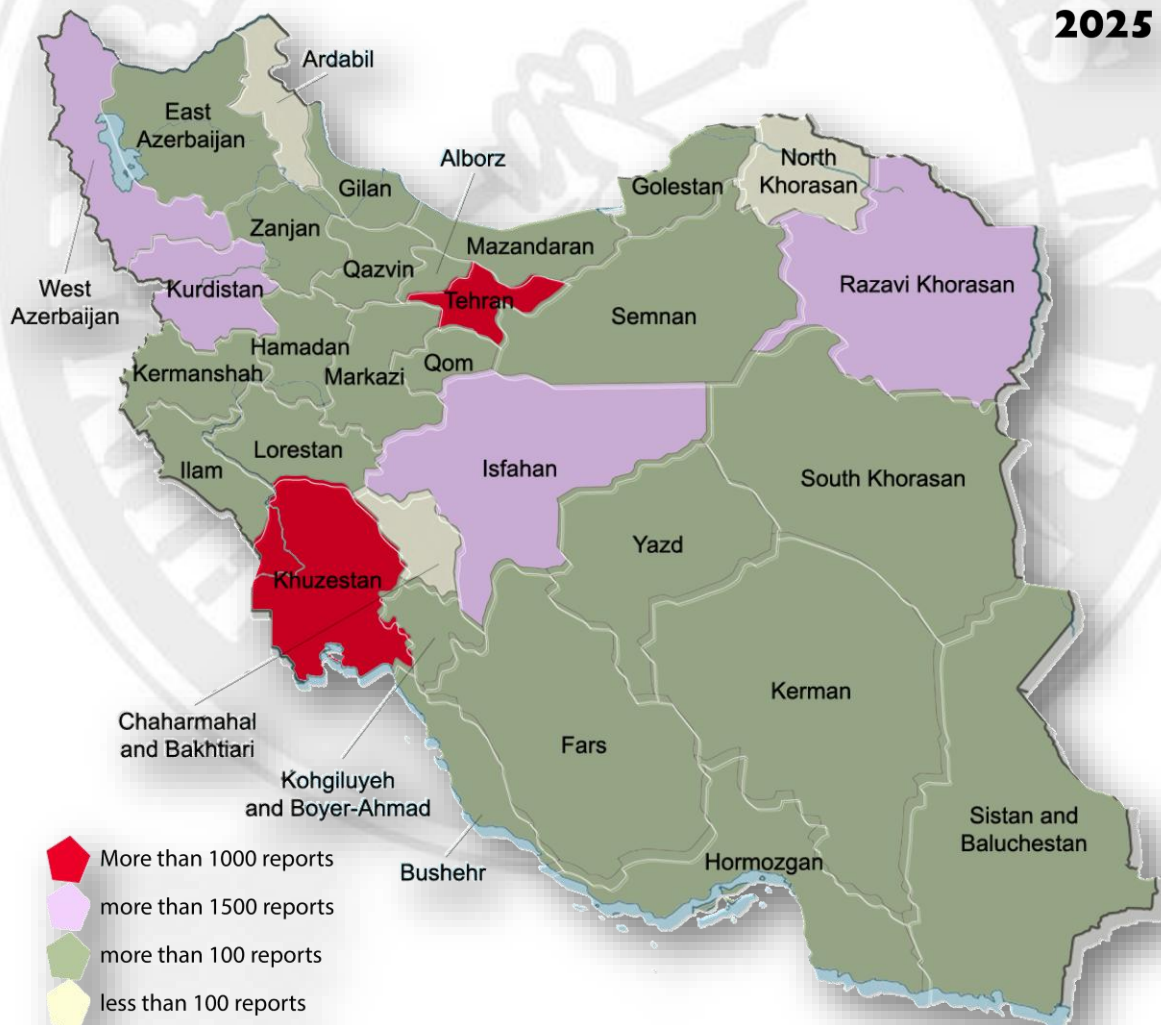 2025
Ardabil
East
Azerbaijan
Alborz
North
Khorasan
Gilan
Golestan
Zanjan
Mazandaran
Qazvin
West
Azerbaijan
Kurdistan
Tehran
Razavi Khorasan
Semnan
Hamadan
Kermanshah
Markazi
Qom
Lorestan
Ilam
Isfahan
South Khorasan
Yazd
Khuzestan
Kerman
Chaharmahal
and Bakhtiari
Fars
Kohgiluyeh
and Boyer-Ahmad
Sistan and
Baluchestan
Bushehr
Hormozgan
More than 1000 reports
more than 1500 reports
more than 100 reports
less than 100 reports